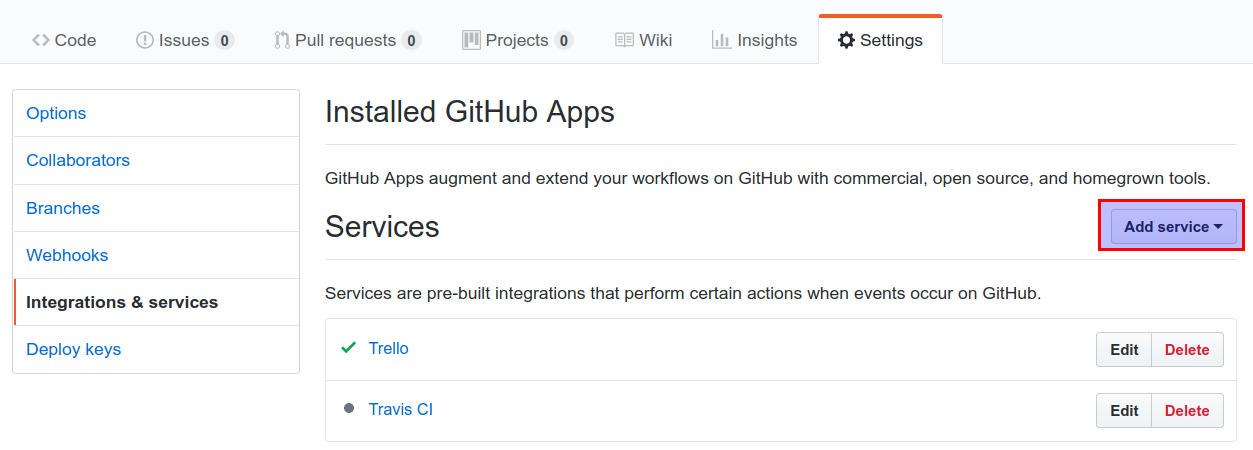 Code Issues 0 Pull requests 0 Projects 0 Wiki Insights Settings
Options
Collaborators
Branches
Webhooks
Integrations & services
Deploy keys
Installed GitHub Apps
GitHub Apps augment and extend your workflows on GitHub with commercial, open source, and homegrown tools.
Services Add service
Services are pre-built integrations that perform certain actions when events occur on GitHub.
Trello Edit Delete
Travis CI Edit Delete